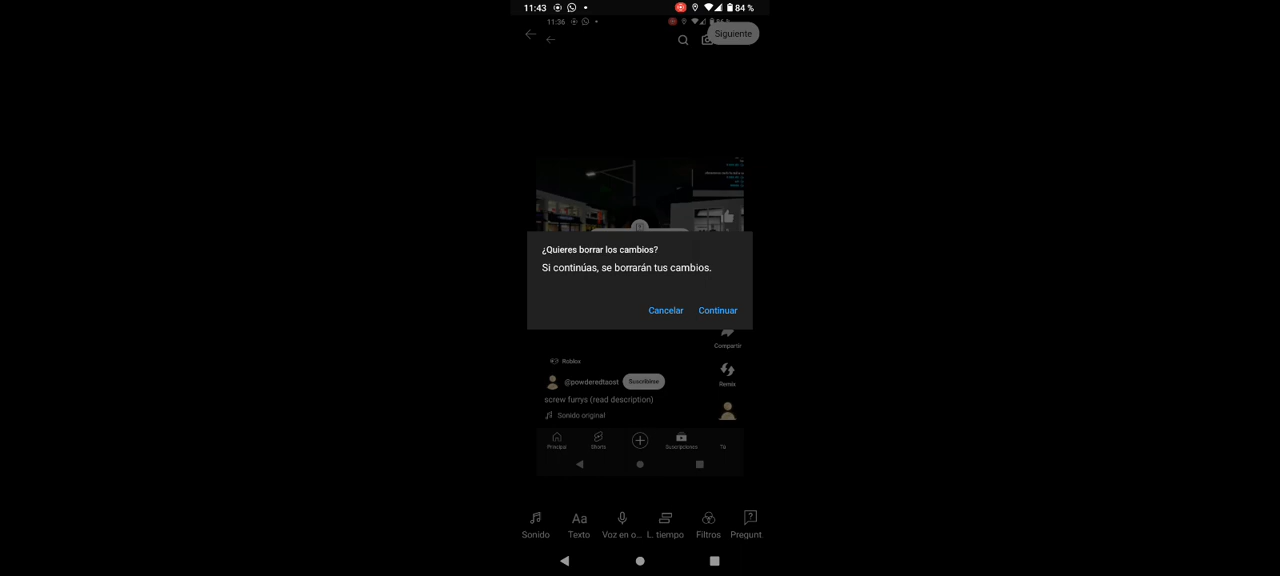 11:43
84 %
11:36
Siguiente
¿Quieres borrar los cambios?
Si continúas, se borrarán tus cambios.
Cancelar Continuar
Compartir
Roblox
@powderedtaost Suscribirse
Remix
screw furrys (read description)
Sonido original
Principal Shorts Suscripciones Tú
Sonido Texto Voz en o... L. tiempo Filtros Pregunt